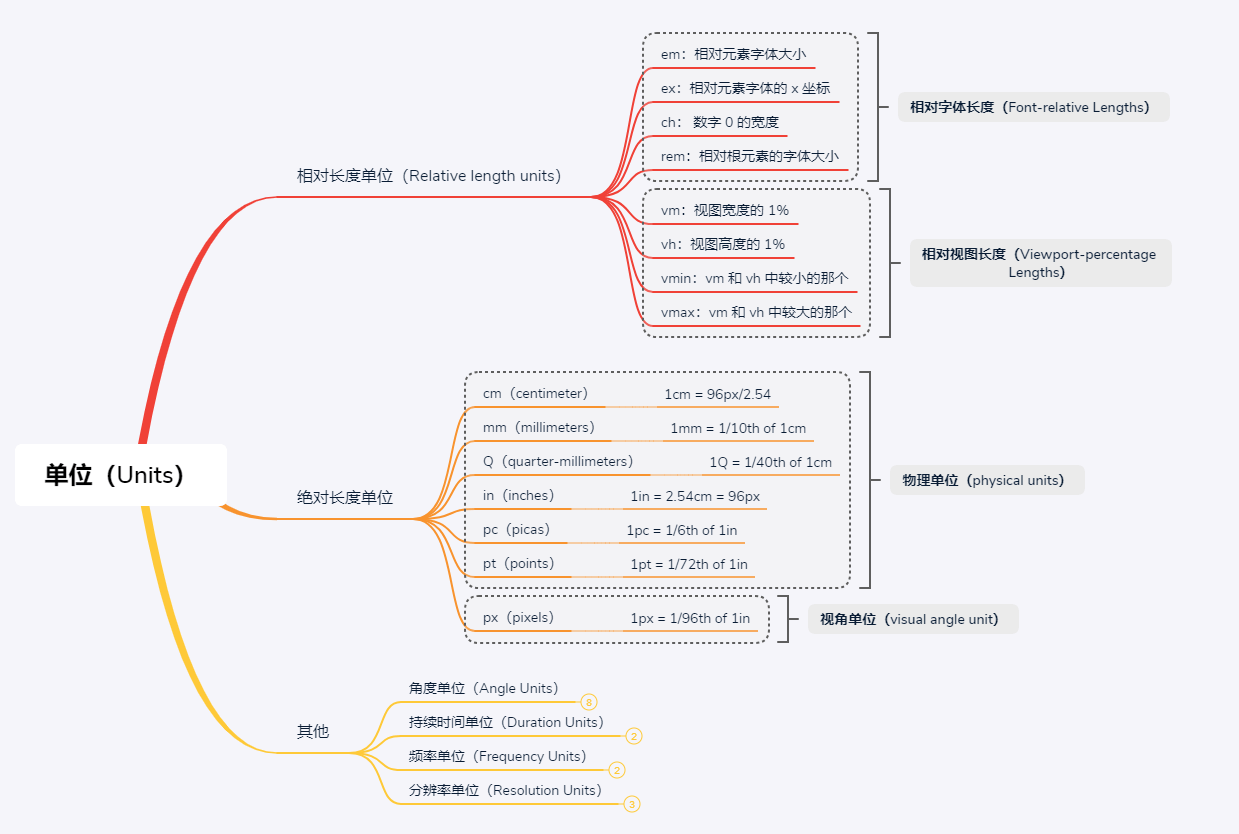 单位（Units）
相对长度单位（Relative length units）
em：相对元素字体大小
ex：相对元素字体的 x 坐标
ch： 数字 0 的宽度
rem：相对根元素的字体大小
相对字体长度（Font-relative Lengths）
vm：视图宽度的 1%
vh：视图高度的 1%
vmin：vm 和 vh 中较小的那个
vmax：vm 和 vh 中较大的那个
相对视图长度（Viewport-percentage
Lengths）
绝对长度单位
cm（centimeter） 1cm = 96px/2.54
mm（millimeters） 1mm = 1/10th of 1cm
Q（quarter-millimeters） 1Q = 1/40th of 1cm
in（inches） 1in = 2.54cm = 96px
pc（picas） 1pc = 1/6th of 1in
pt（points） 1pt = 1/72th of 1in
物理单位（physical units）
px（pixels） 1px = 1/96th of 1in
视角单位（visual angle unit）
其他
角度单位（Angle Units） 8
持续时间单位（Duration Units） 2
频率单位（Frequency Units） 2
分辨率单位（Resolution Units） 3